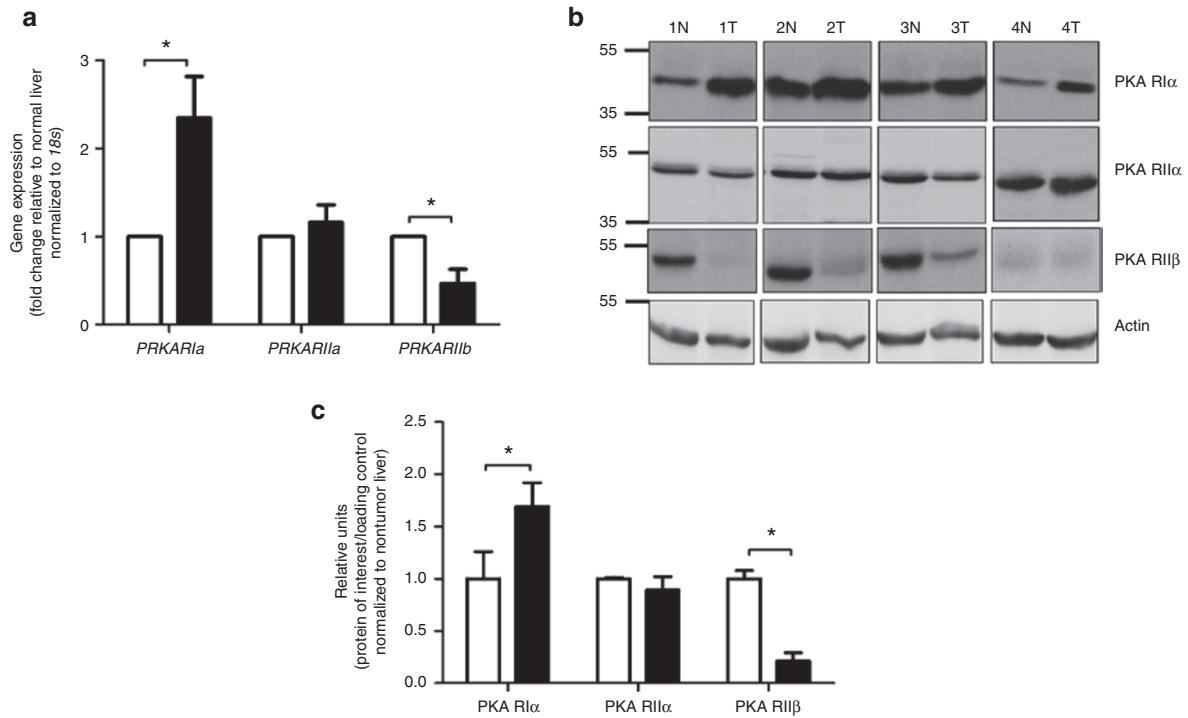 a
*
3
2
1
0
Gene expression
(fold change relative to normal liver
normalized to 18s)
*
PRKARIa
PRKARIIa
PRKARIIb
b
1N 1T 2N 2T 3N 3T 4N 4T
55
35
PKA RIα
55
35
PKA RIIα
55
PKA RIIβ
55
Actin
c
2.5
2.0
1.5
1.0
0.5
0.0
Relative units
(protein of interest/loading control
normalized to nontumor liver)
*
*
PKA RIα
PKA RIIα
PKA RIIβ